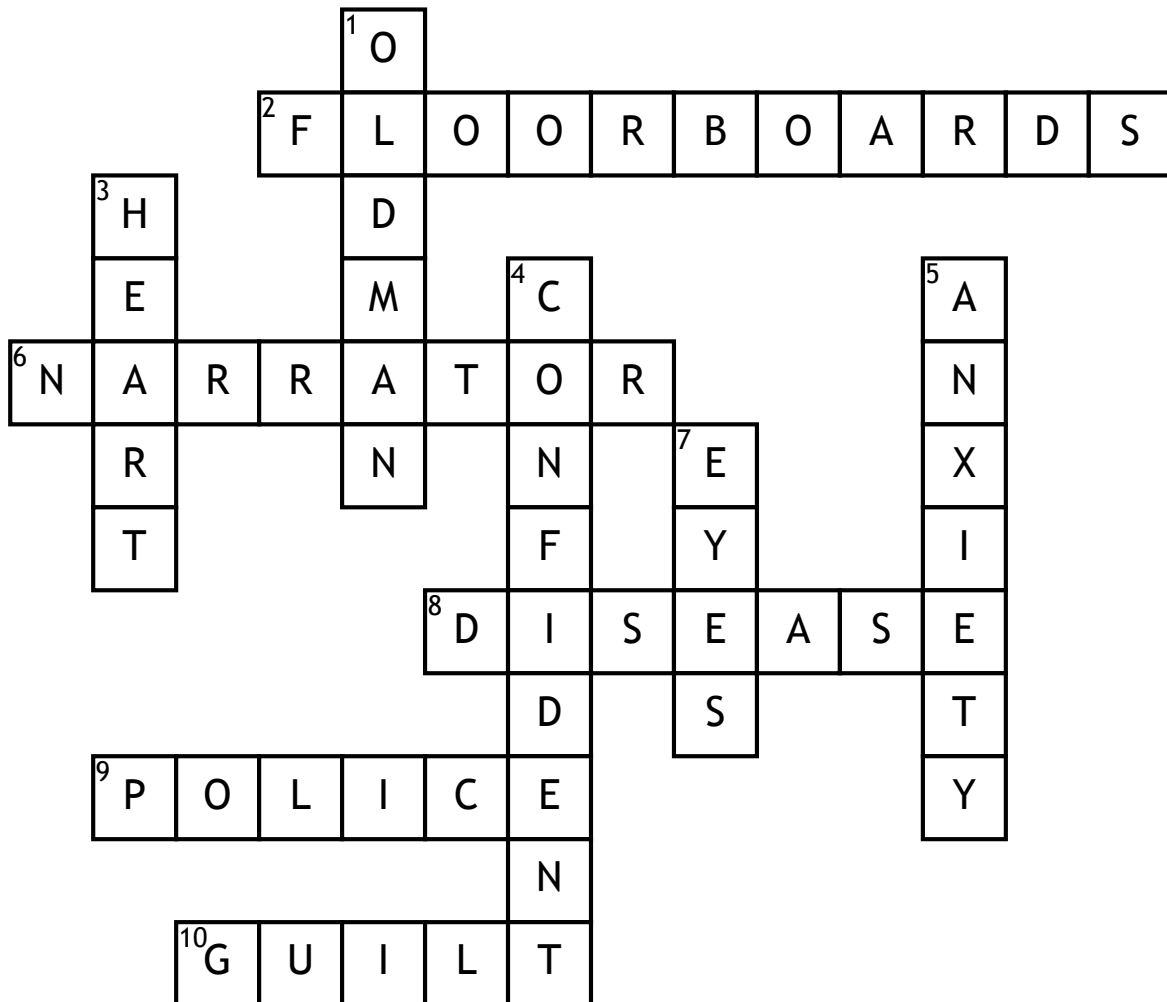 1 O
2 F L O O R B O A R D S
3 H D
E M 4 C 5 A
6 N A R R A T O R N
R N N 7 E X
T F Y I
8 D I S E A S E
D S T
9 P O L I C E Y
N
10 G U I L T